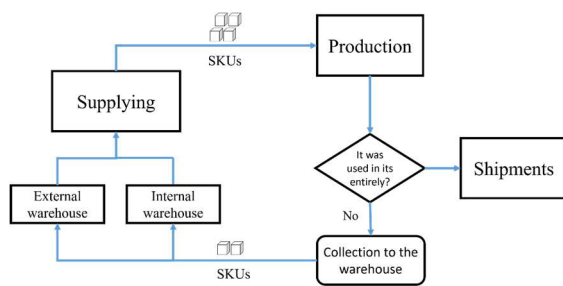 SKUs
Production
Supplying
It was
used in its
entirely?
Shipments
External
warehouse
Internal
warehouse
No
Collection to the
warehouse
SKUs